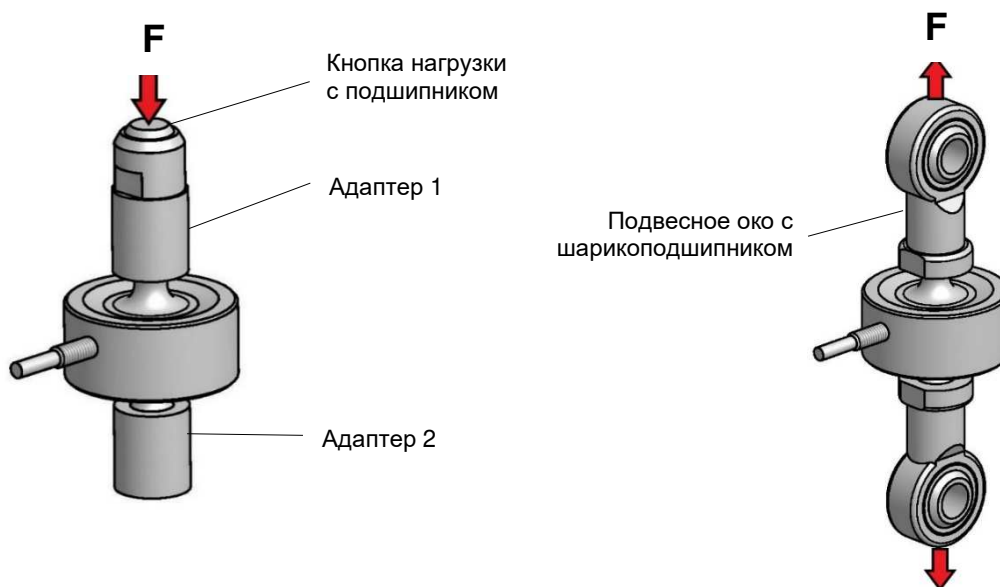 F
Кнопка нагрузки
с подшипником
Адаптер 1
Адаптер 2
F
Подвесное око с
шарикоподшипником